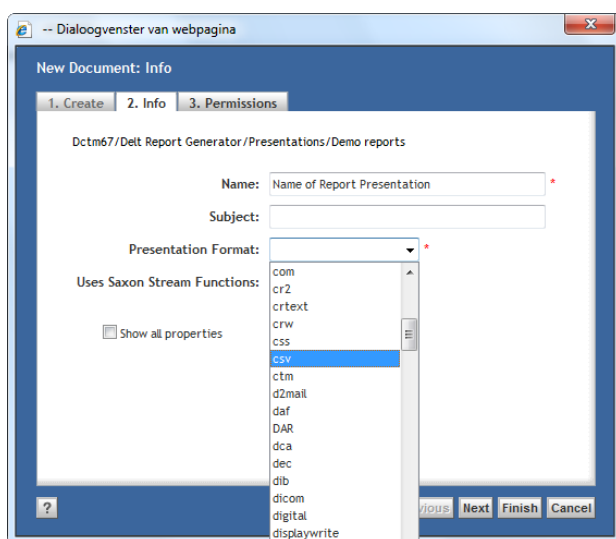 -- Dialoogvenster van webpagina
New Document: Info
1. Create 2. Info 3. Permissions
Dctm67/Delt Report Generator/Presentations/Demo reports
Name: Name of Report Presentation *
Subject:
Presentation Format: *
Uses Saxon Stream Functions:
Show all properties
com
cr2
crtext
crw
css
csv
ctm
d2mail
daf
DAR
dca
dec
dib
dicom
digital
displaywrite
? Next Finish Cancel